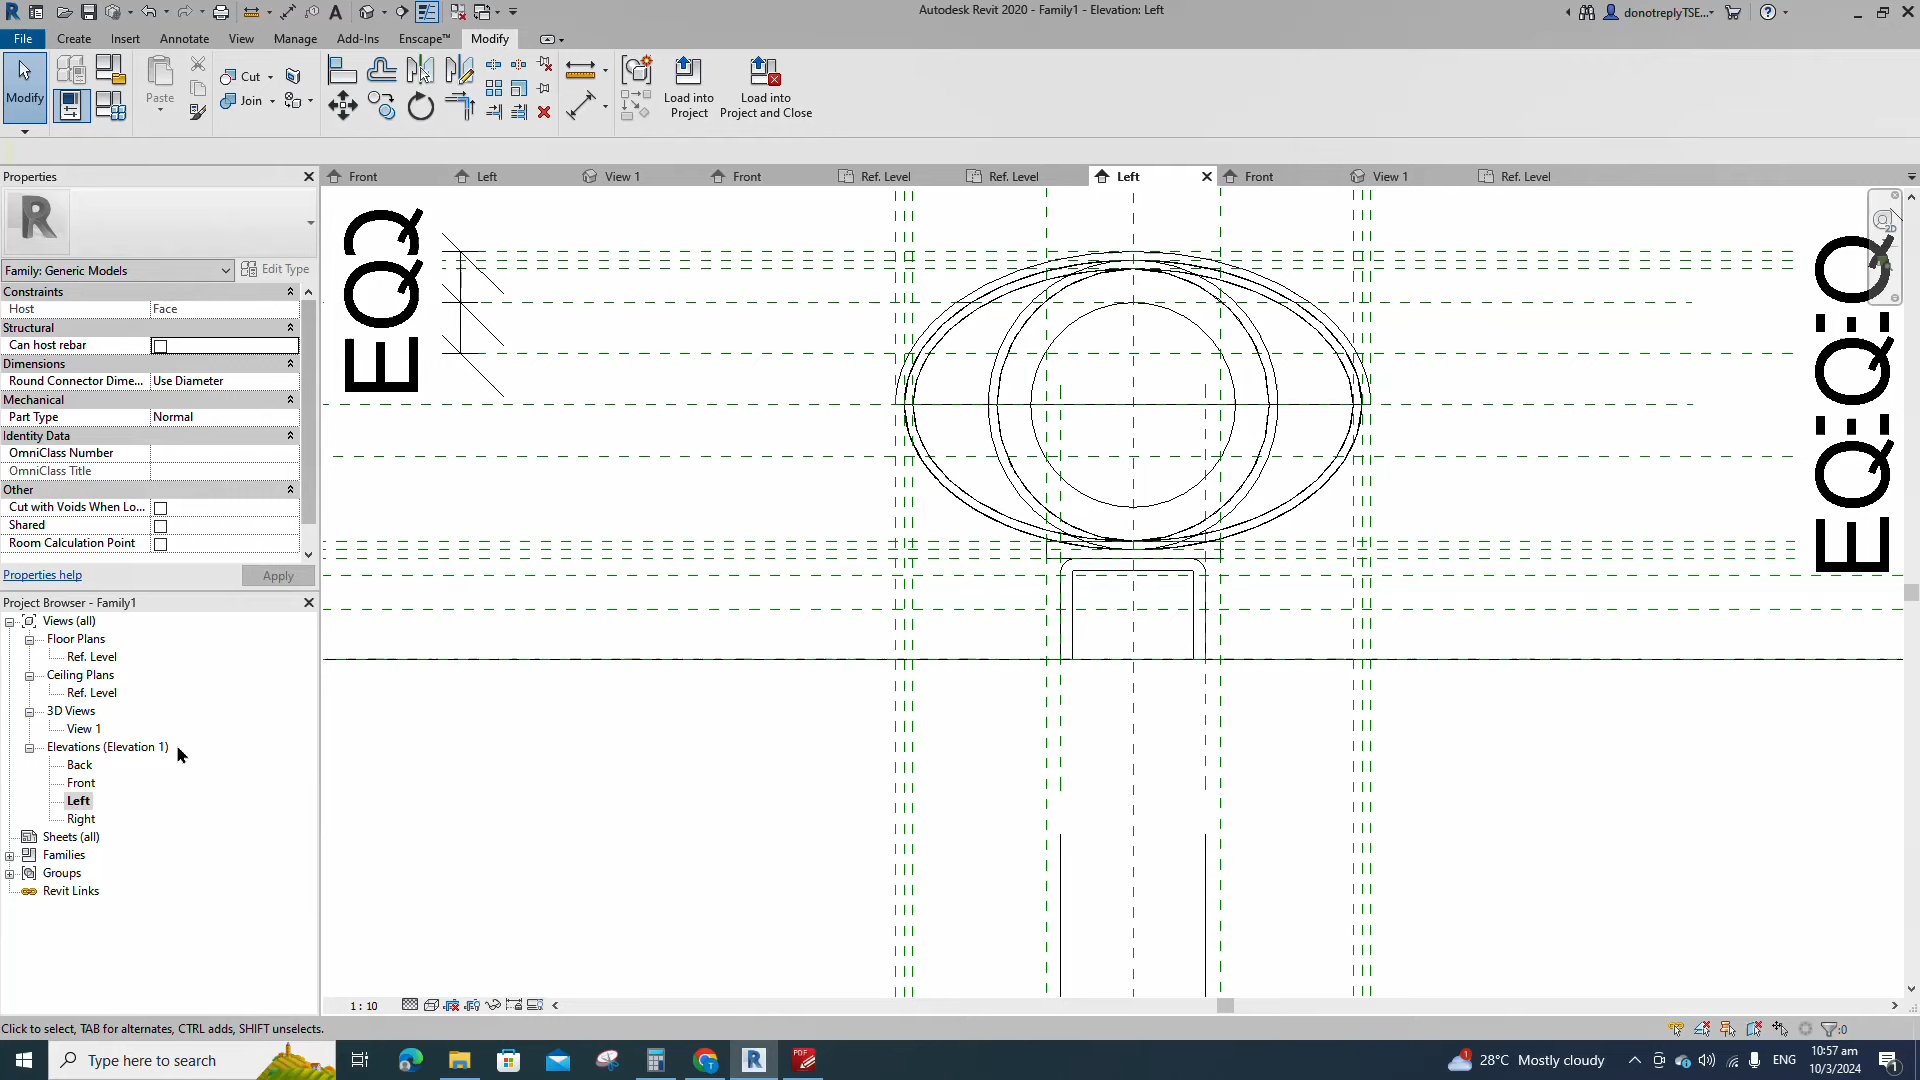 Autodesk Revit 2020 - Family1 - Elevation: Left
donotreplyTSE...
File Create Insert Annotate View Manage Add-Ins Enscape™ Modify
Modify
Paste
Cut
Join
Load into Project
Load into Project and Close
Properties
Front Left View 1 Front Ref. Level Ref. Level Left Front View 1 Ref. Level
Family: Generic Models
Edit Type
Constraints
Host Face
Structural
Can host rebar
Dimensions
Round Connector Dime... Use Diameter
Mechanical
Part Type Normal
Identity Data
OmniClass Number
OmniClass Title
Other
Cut with Voids When Lo...
Shared
Room Calculation Point
Properties help
Apply
Project Browser - Family1
Views (all)
Floor Plans
Ref. Level
Ceiling Plans
Ref. Level
3D Views
View 1
Elevations (Elevation 1)
Back
Front
Left
Right
Sheets (all)
Families
Groups
Revit Links
2D
1 : 10
Click to select, TAB for alternates, CTRL adds, SHIFT unselects.
:0
Type here to search
PDF
28°C Mostly cloudy
ENG
10:57 am
10/3/2024